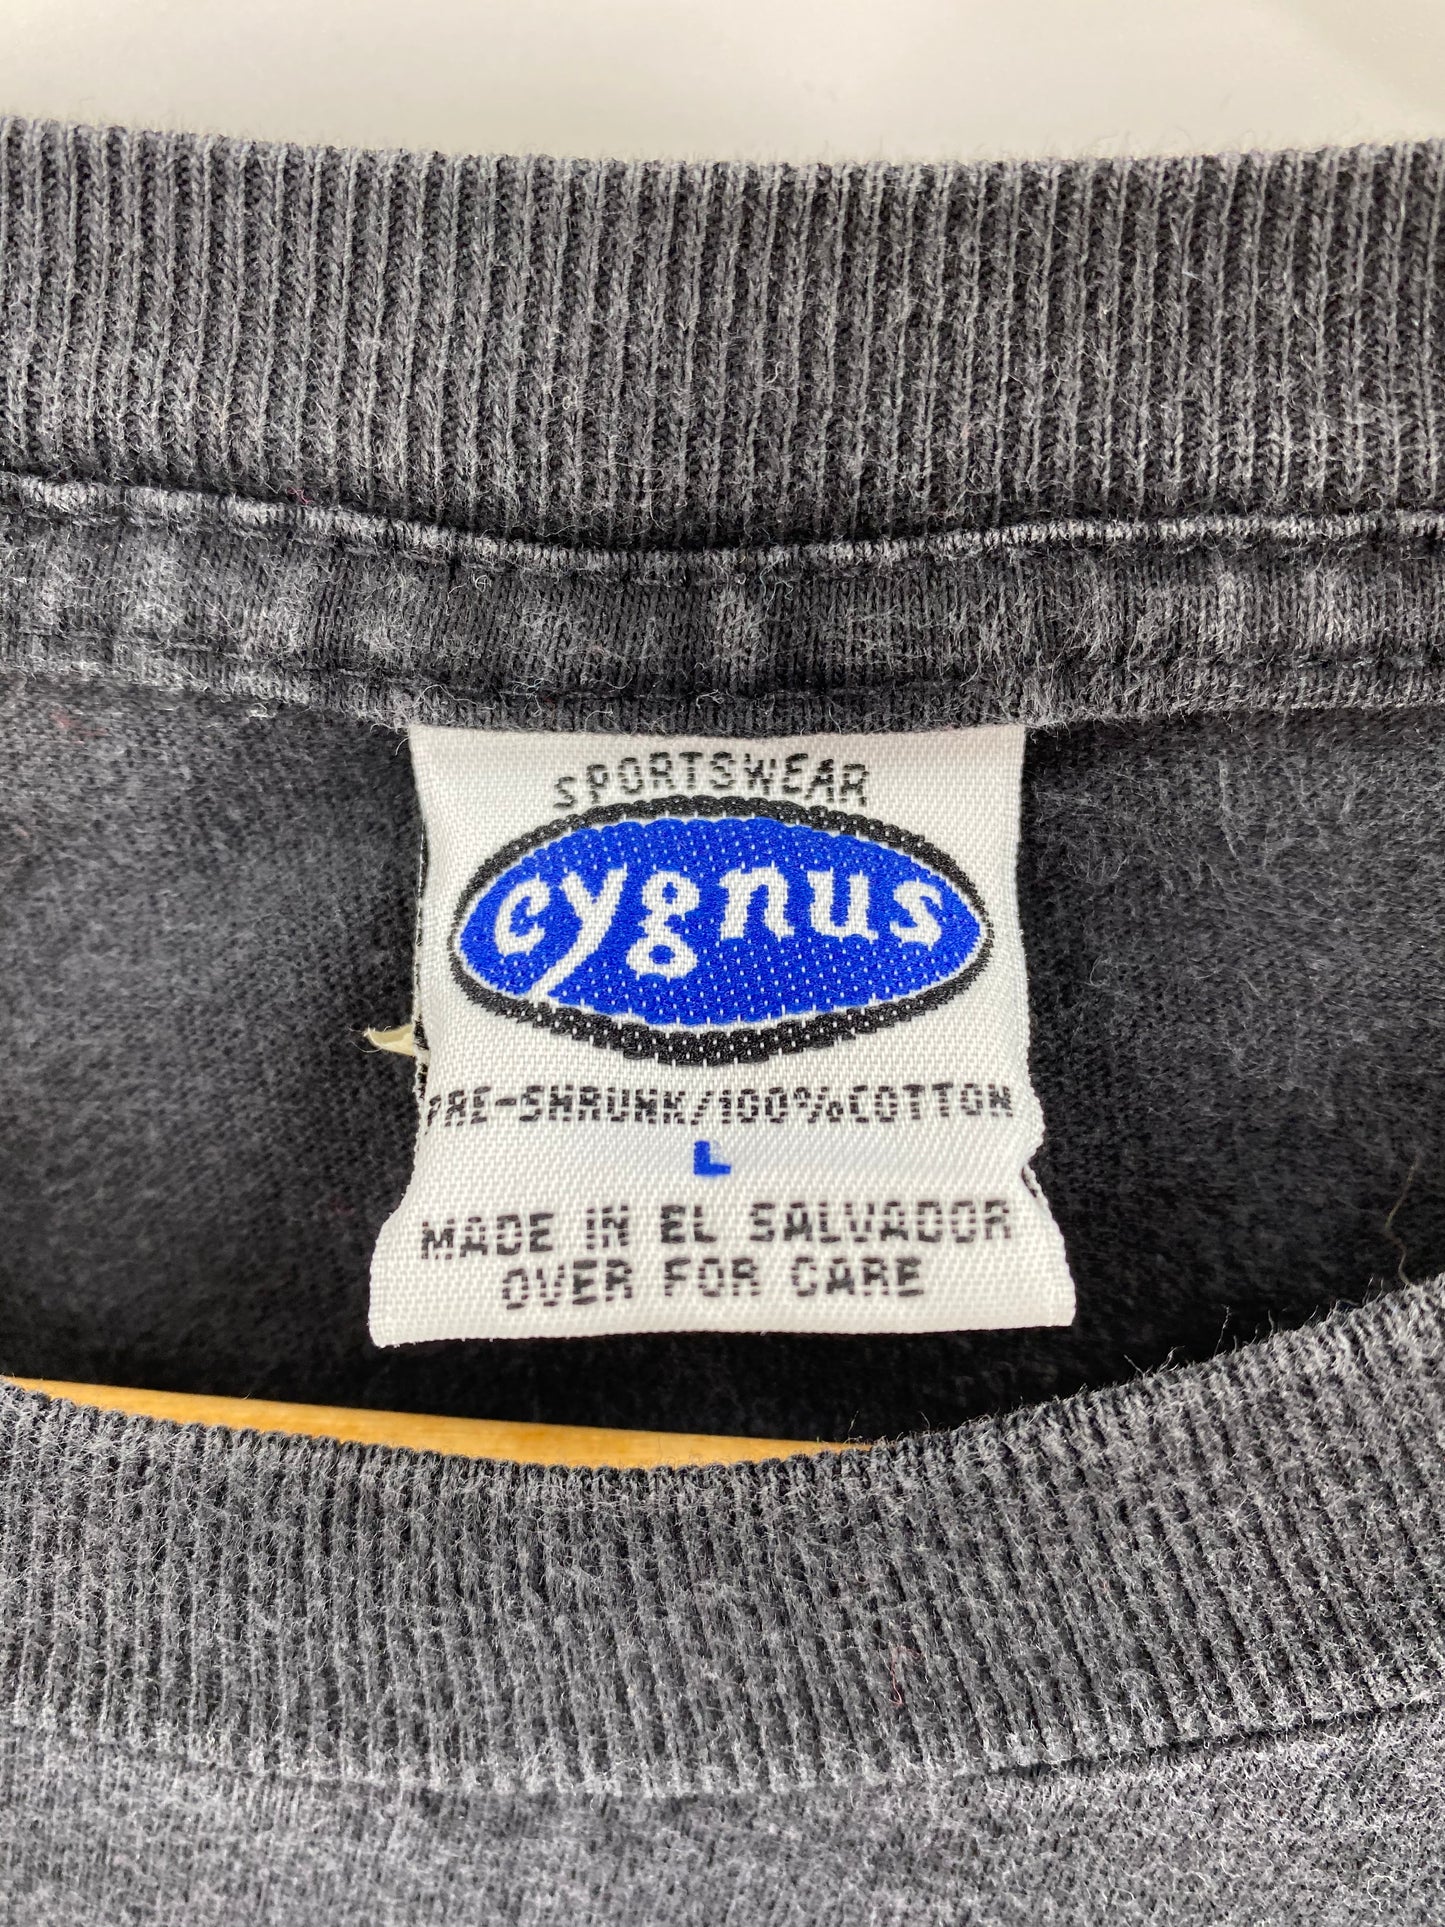 SPORTSWEAR
cygnus
PRE-SHRUNK/100%COTTON
L
MADE IN EL SALVADOR
OVER FOR CARE